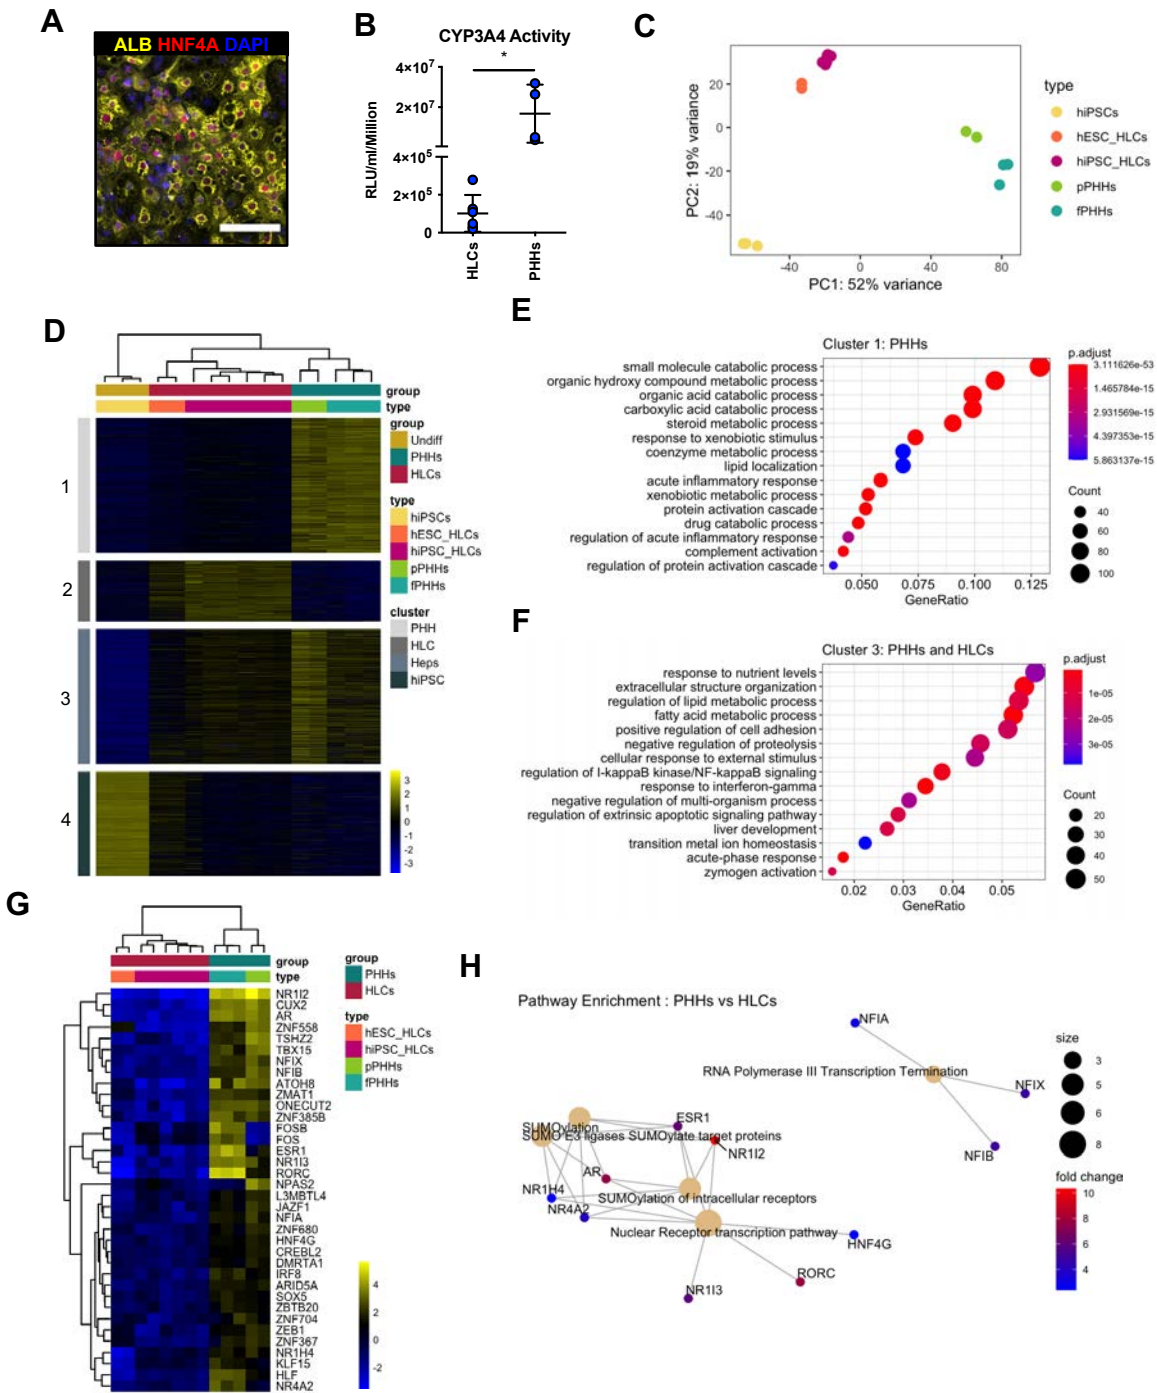 A
ALB HNF4A DAPI
B
CYP3A4 Activity
*
4×10⁷
2×10⁷
4×10⁵
2×10⁵
0
RLU/ml/Million
HLCs
PHHs
C
20
0
-20
-40
PC2: 19% variance
-40
0
40
80
PC1: 52% variance
type
hiPSCs
hESC_HLCs
hiPSC_HLCs
pPHHs
fPHHs
D
group
type
1
2
3
4
group
Undiff
PHHs
HLCs
type
hiPSCs
hESC_HLCs
hiPSC_HLCs
pPHHs
fPHHs
cluster
PHH
HLC
Heps
hiPSC
3
2
1
0
-1
-2
-3
E
Cluster 1: PHHs
small molecule catabolic process
organic hydroxy compound metabolic process
organic acid catabolic process
carboxylic acid catabolic process
steroid metabolic process
response to xenobiotic stimulus
coenzyme metabolic process
lipid localization
acute inflammatory response
xenobiotic metabolic process
protein activation cascade
drug catabolic process
regulation of acute inflammatory response
complement activation
regulation of protein activation cascade
0.050
0.075
0.100
0.125
GeneRatio
p.adjust
3.111626e-53
1.465784e-15
2.931569e-15
4.397353e-15
5.863137e-15
Count
40
60
80
100
F
Cluster 3: PHHs and HLCs
response to nutrient levels
extracellular structure organization
regulation of lipid metabolic process
fatty acid metabolic process
positive regulation of cell adhesion
negative regulation of proteolysis
cellular response to external stimulus
regulation of I-kappaB kinase/NF-kappaB signaling
response to interferon-gamma
negative regulation of multi-organism process
regulation of extrinsic apoptotic signaling pathway
liver development
transition metal ion homeostasis
acute-phase response
zymogen activation
0.02
0.03
0.04
0.05
GeneRatio
p.adjust
1e-05
2e-05
3e-05
Count
20
30
40
50
G
group
type
NR1I2
CUX2
AR
ZNF558
TSHZ2
TBX15
NFIX
NFIB
ATOH8
ZMAT1
ONECUT2
ZNF385B
FOSB
FOS
ESR1
NR1I3
RORC
NPAS2
L3MBTL4
JAZF1
NFIA
ZNF680
HNF4G
CREBL2
DMRTA1
IRF8
ARID5A
SOX5
ZBTB20
ZNF704
ZEB1
ZNF367
NR1H4
KLF15
HLF
NR4A2
group
PHHs
HLCs
type
hESC_HLCs
hiPSC_HLCs
pPHHs
fPHHs
4
2
0
-2
H
Pathway Enrichment : PHHs vs HLCs
NFIA
RNA Polymerase III Transcription Termination
NFIX
NFIB
ESR1
SUMOylation
SUMO E3 ligases SUMOylate target proteins
NR1I2
AR
NR1H4
SUMOylation of intracellular receptors
NR4A2
Nuclear Receptor transcription pathway
HNF4G
RORC
NR1I3
size
3
5
6
8
fold change
10
8
6
4